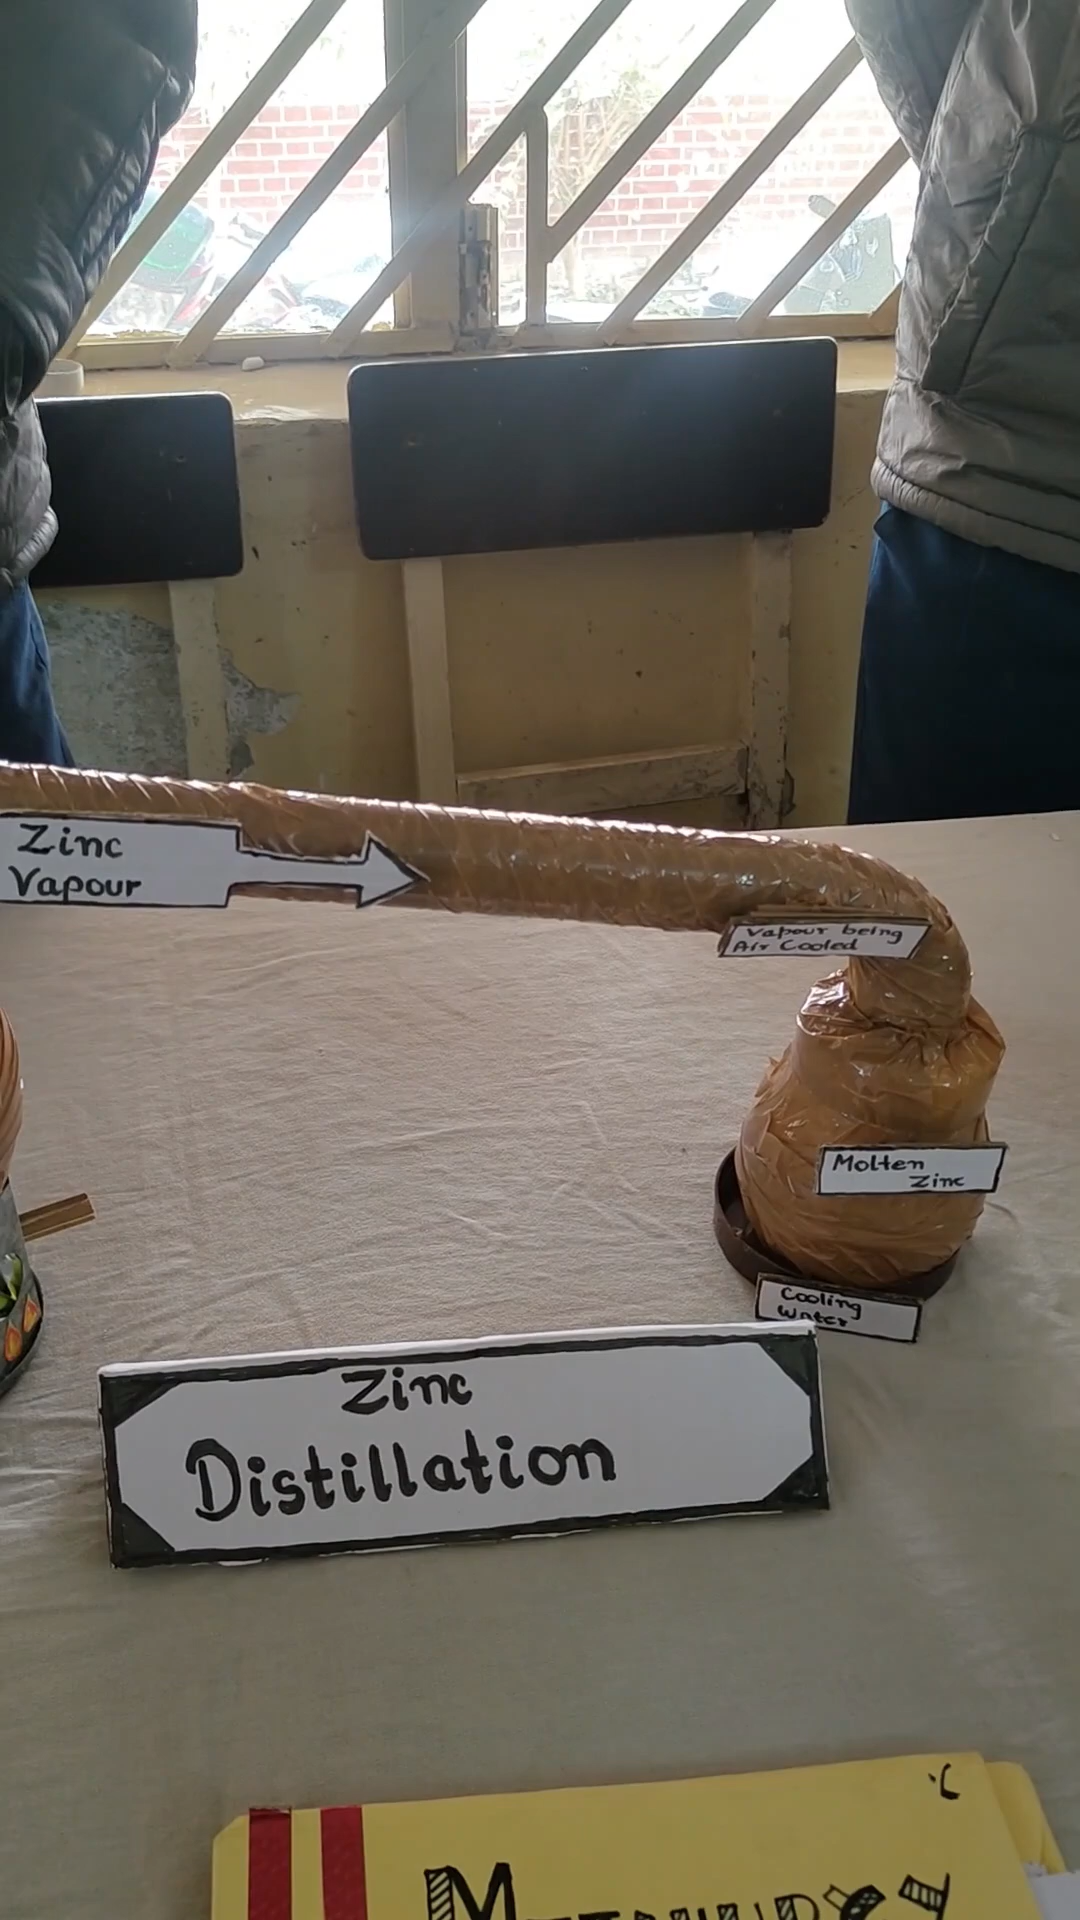 Zinc
Vapour
Vapour being
Air Cooled
Molten
Zinc
Cooling
Water
Zinc
Distillation